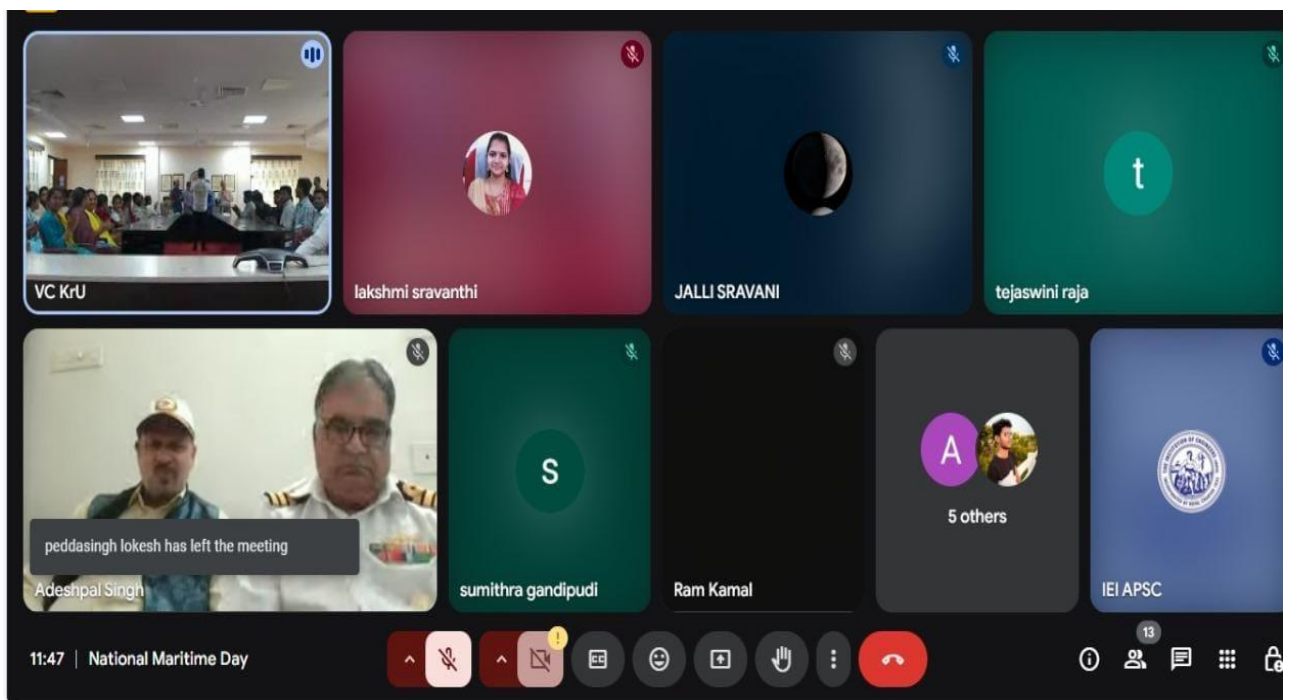 VC KrU
lakshmi sravanthi
JALLI SRAVANI
t
tejaswini raja
peddasingh lokesh has left the meeting
Adeshpal Singh
S
sumithra gandipudi
Ram Kamal
A
5 others
IEI APSC
11:47 | National Maritime Day
!
CC
13